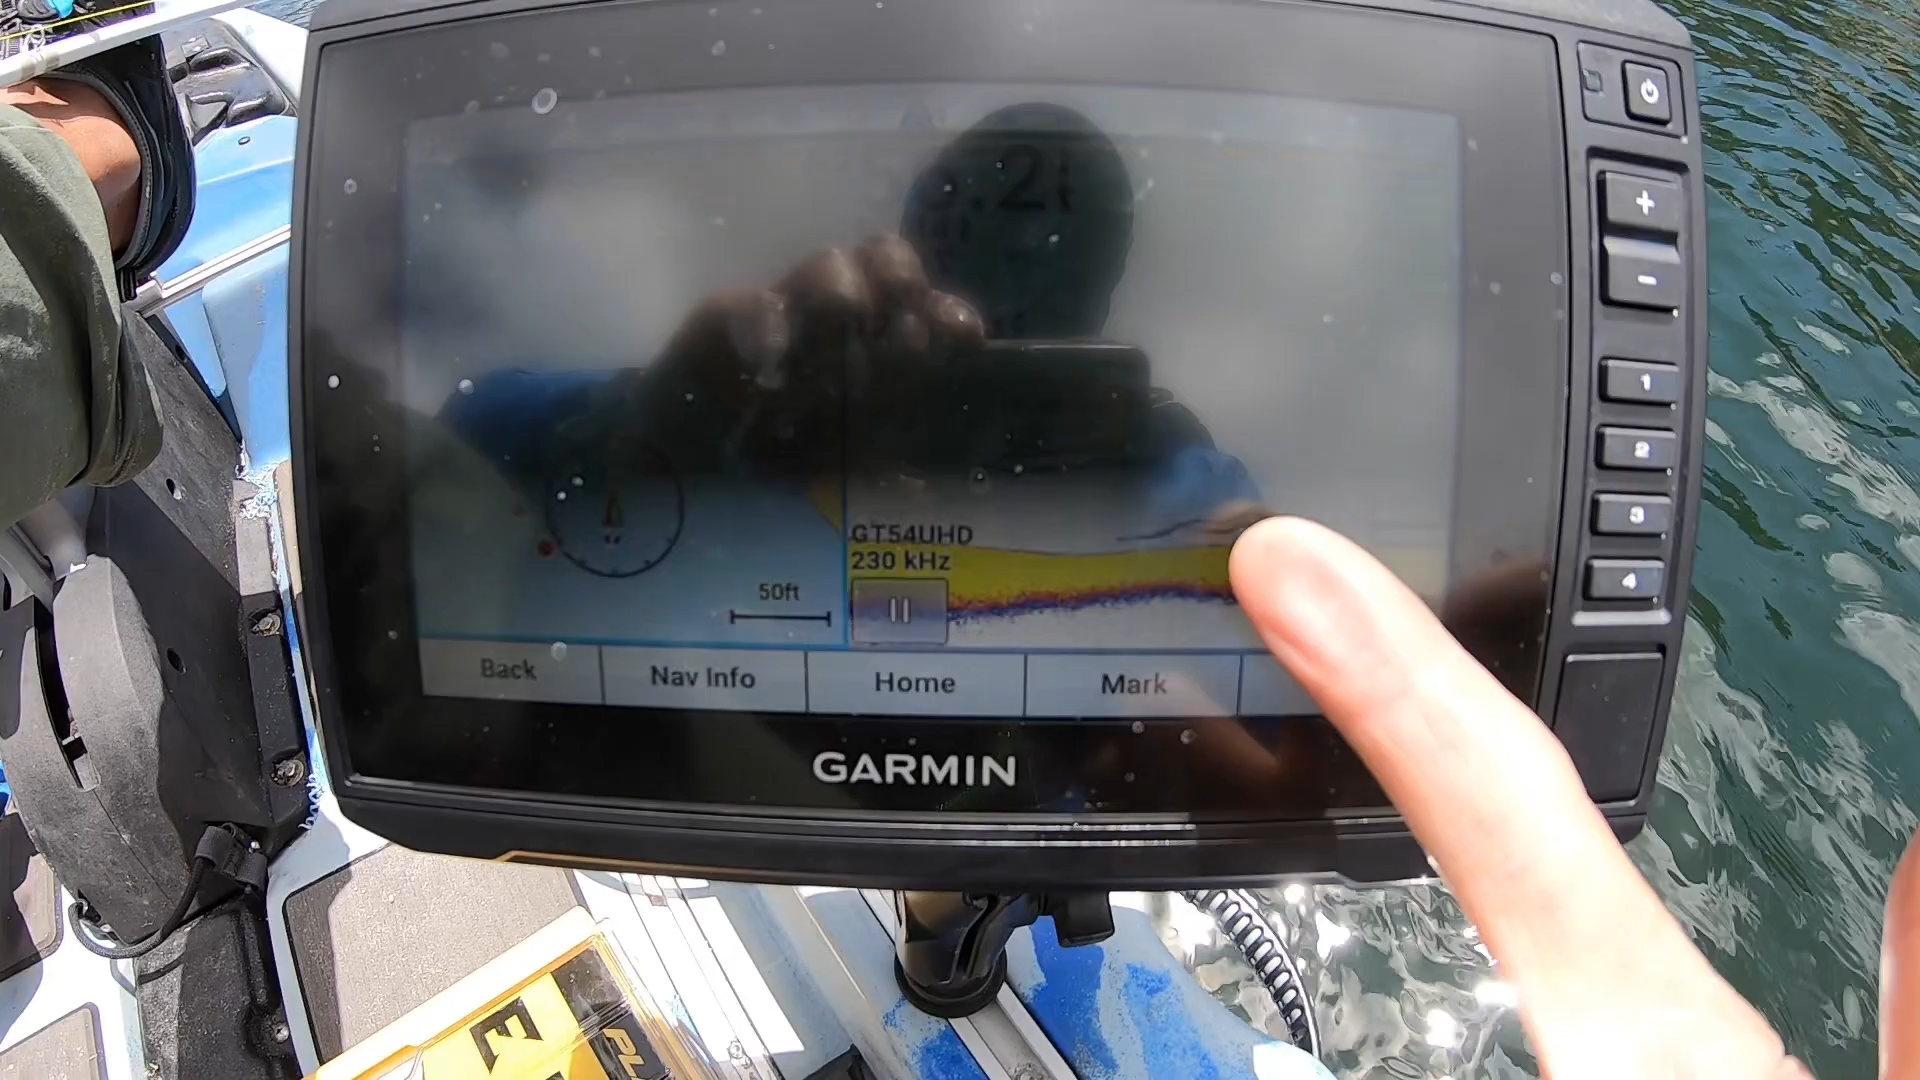 GT54UHD
230 kHz
50ft
Back
Nav Info
Home
Mark
GARMIN
+
-
1
2
3
4